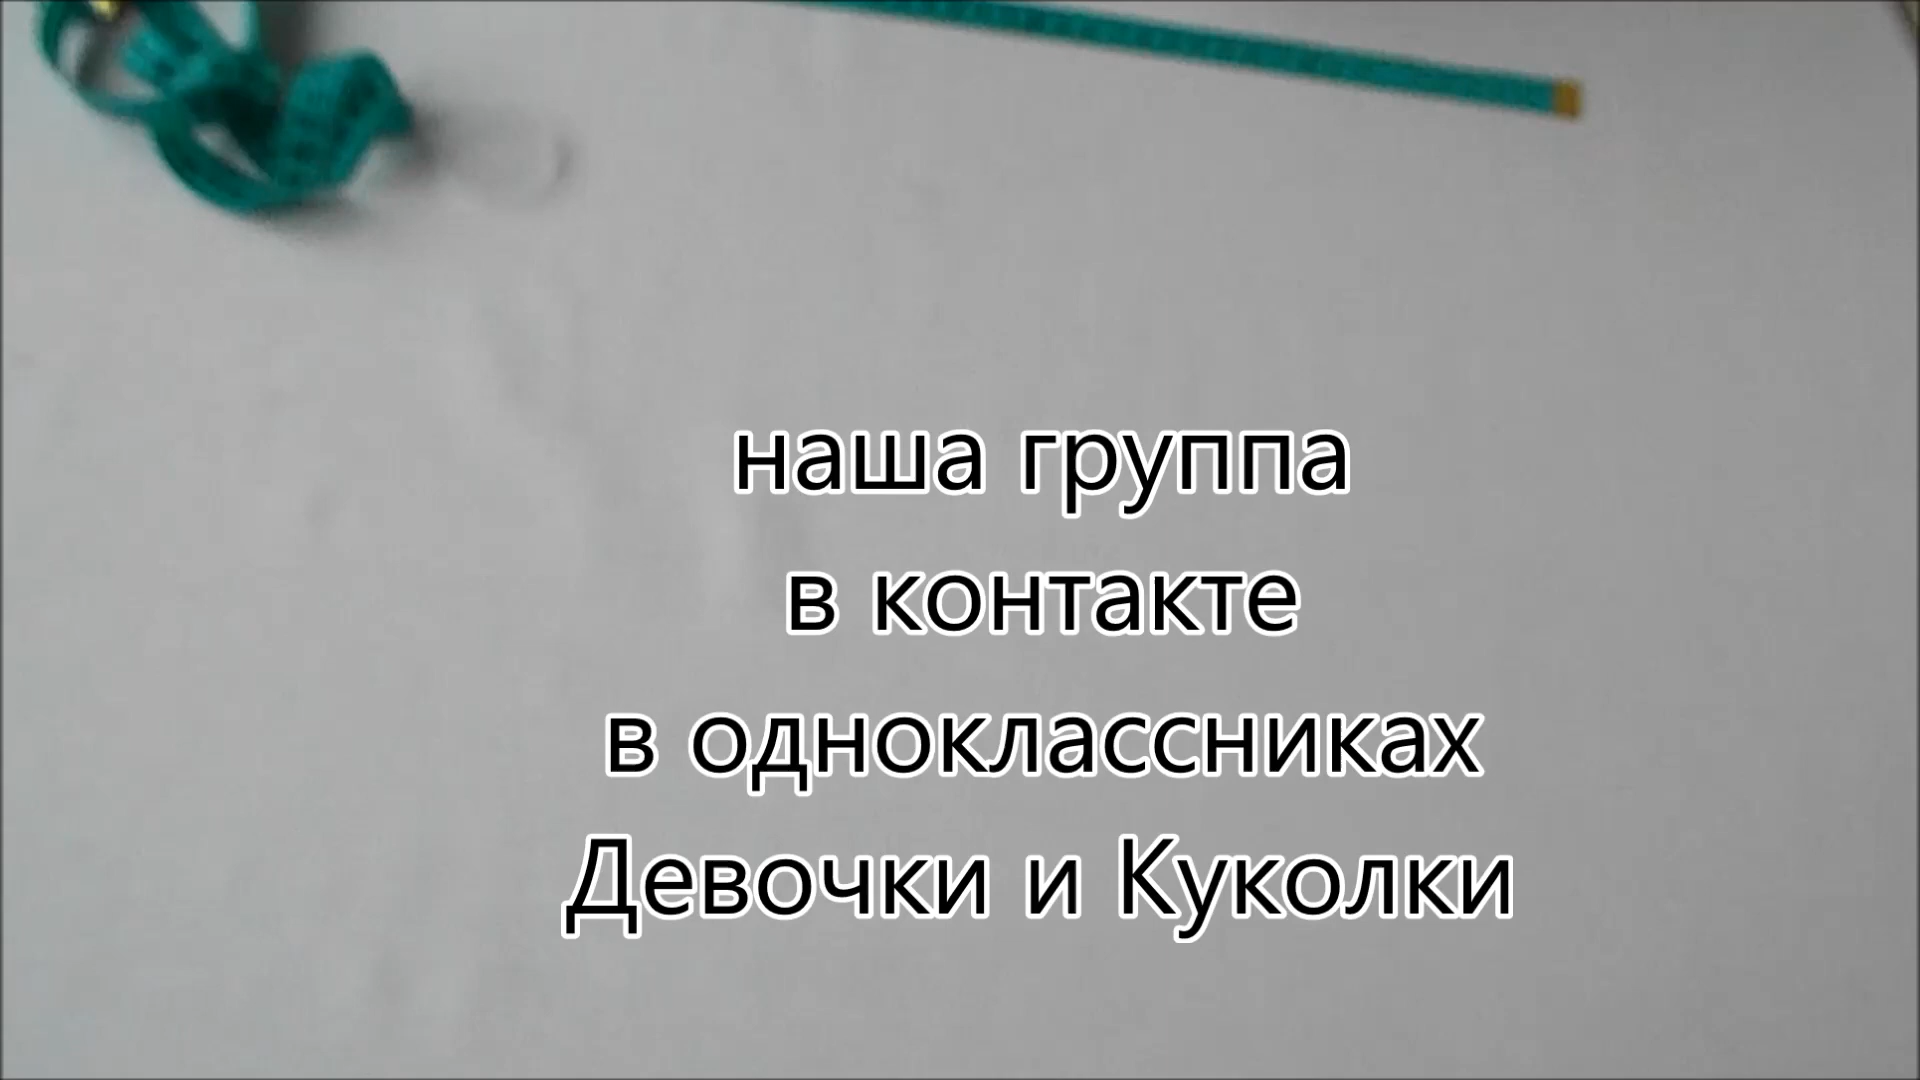 наша группа
в контакте
в одноклассниках
Девочки и Куколки